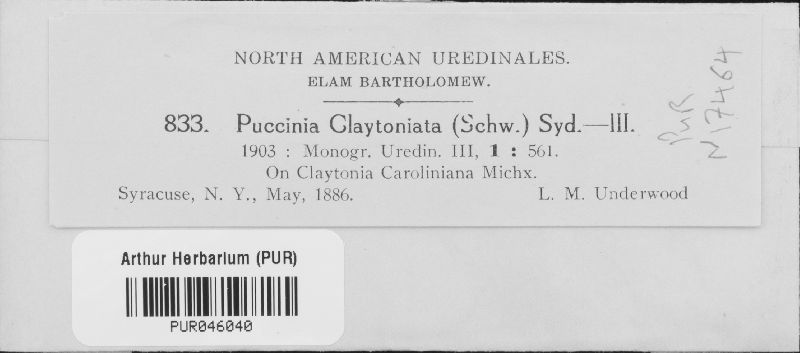 NORTH AMERICAN UREDINALES.
ELAM BARTHOLOMEW.
833. Puccinia Claytoniata (Schw.) Syd.—III.
1903 : Monogr. Uredin. III, 1 : 561.
On Claytonia Caroliniana Michx.
Syracuse, N. Y., May, 1886. L. M. Underwood
PUR
N17464
Arthur Herbarium (PUR)
PUR046040